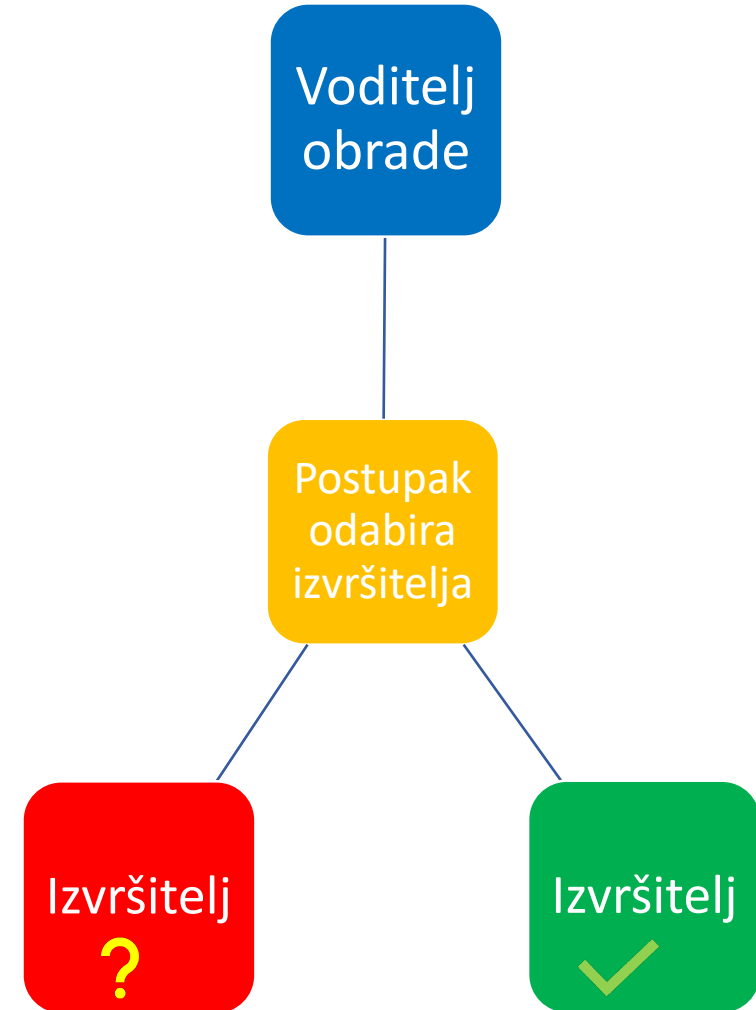 Voditelj
obrade
Postupak
odabira
izvršitelja
Izvršitelj
?
Izvršitelj
✓